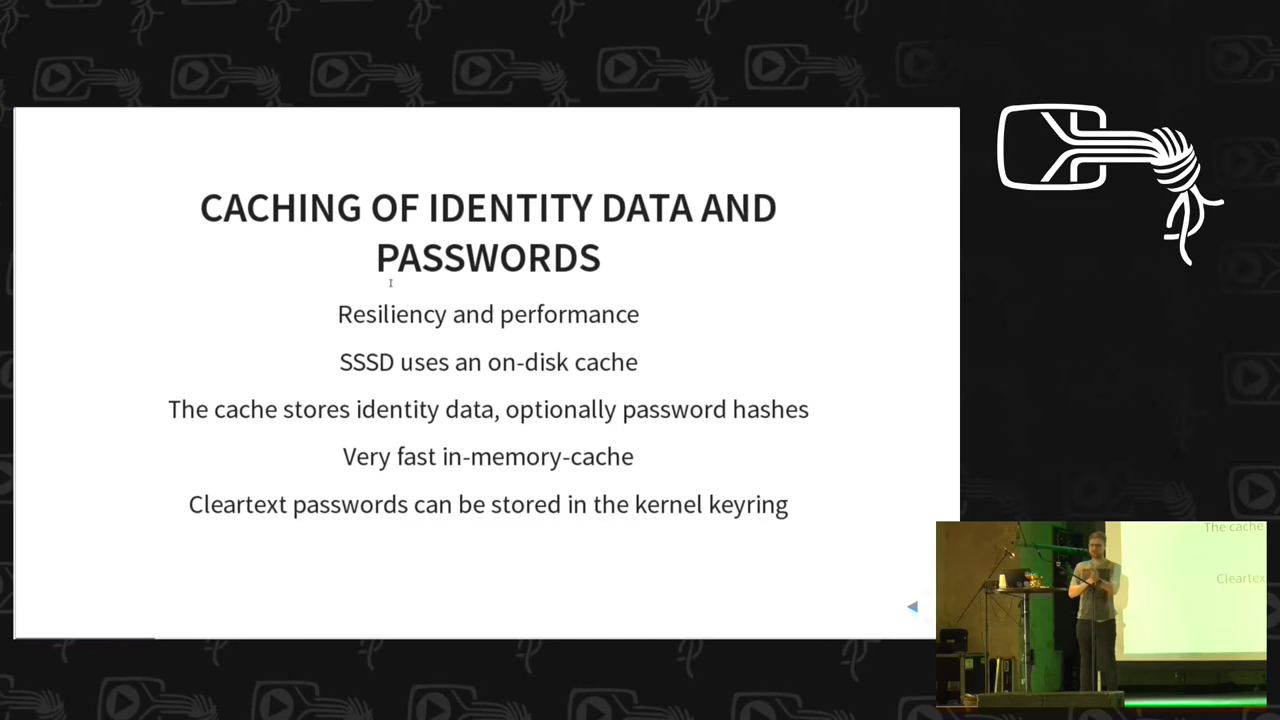 CACHING OF IDENTITY DATA AND
PASSWORDS
Resiliency and performance
SSSD uses an on-disk cache
The cache stores identity data, optionally password hashes
Very fast in-memory-cache
Cleartext passwords can be stored in the kernel keyring
The cache
Cleartex